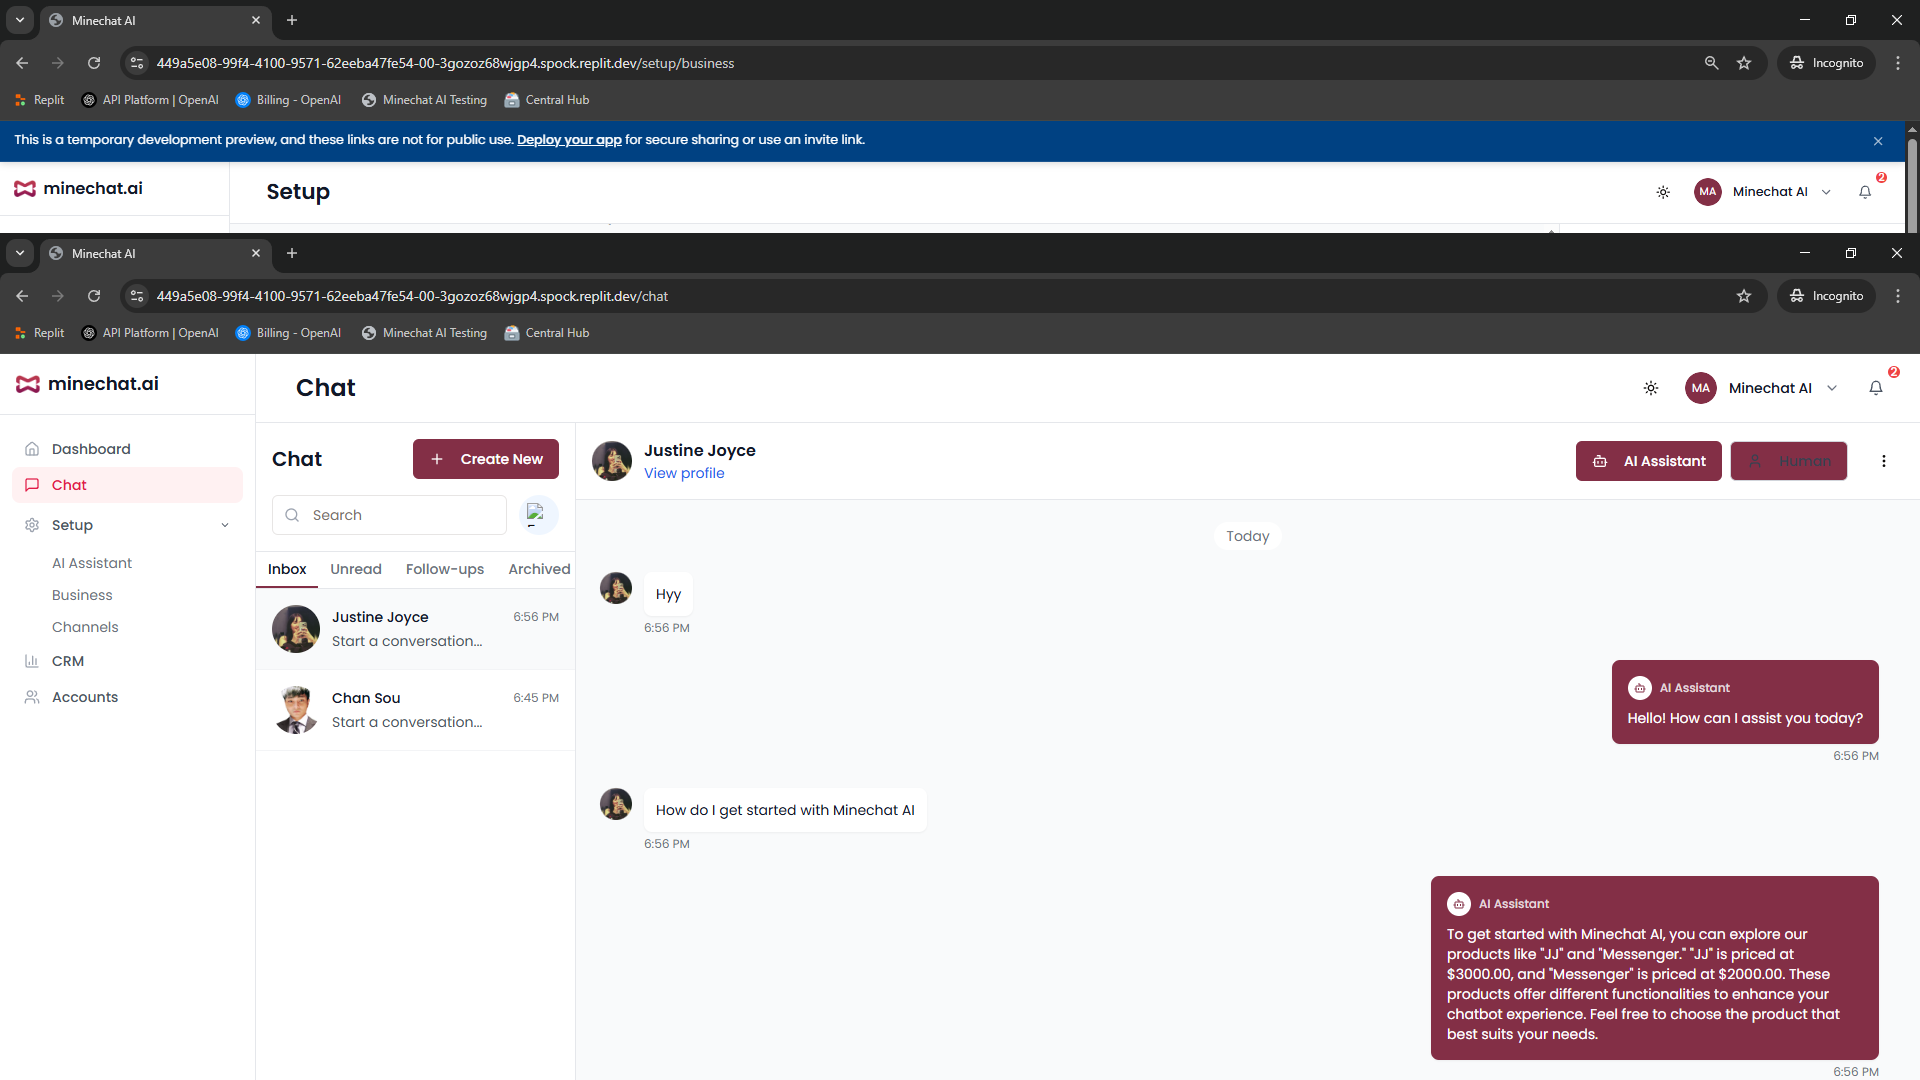 Minechat AI
449a5e08-99f4-4100-9571-62eeba47fe54-00-3gozoz68wjgp4.spock.replit.dev/setup/business
Incognito
Replit
API Platform | OpenAI
Billing - OpenAI
Minechat AI Testing
Central Hub
This is a temporary development preview, and these links are not for public use. Deploy your app for secure sharing or use an invite link.
minechat.ai
Setup
MA
Minechat AI
2
Minechat AI
449a5e08-99f4-4100-9571-62eeba47fe54-00-3gozoz68wjgp4.spock.replit.dev/chat
Incognito
Replit
API Platform | OpenAI
Billing - OpenAI
Minechat AI Testing
Central Hub
minechat.ai
Chat
MA
Minechat AI
2
Dashboard
Chat
Setup
AI Assistant
Business
Channels
CRM
Accounts
Chat
Create New
Search
Inbox
Unread
Follow-ups
Archived
Justine Joyce
6:56 PM
Start a conversation...
Chan Sou
6:45 PM
Start a conversation...
Justine Joyce
View profile
AI Assistant
Human
Today
Hyy
6:56 PM
AI Assistant
Hello! How can I assist you today?
6:56 PM
How do I get started with Minechat AI
6:56 PM
AI Assistant
To get started with Minechat AI, you can explore our
products like "JJ" and "Messenger." "JJ" is priced at
$3000.00, and "Messenger" is priced at $2000.00. These
products offer different functionalities to enhance your
chatbot experience. Feel free to choose the product that
best suits your needs.
6:56 PM